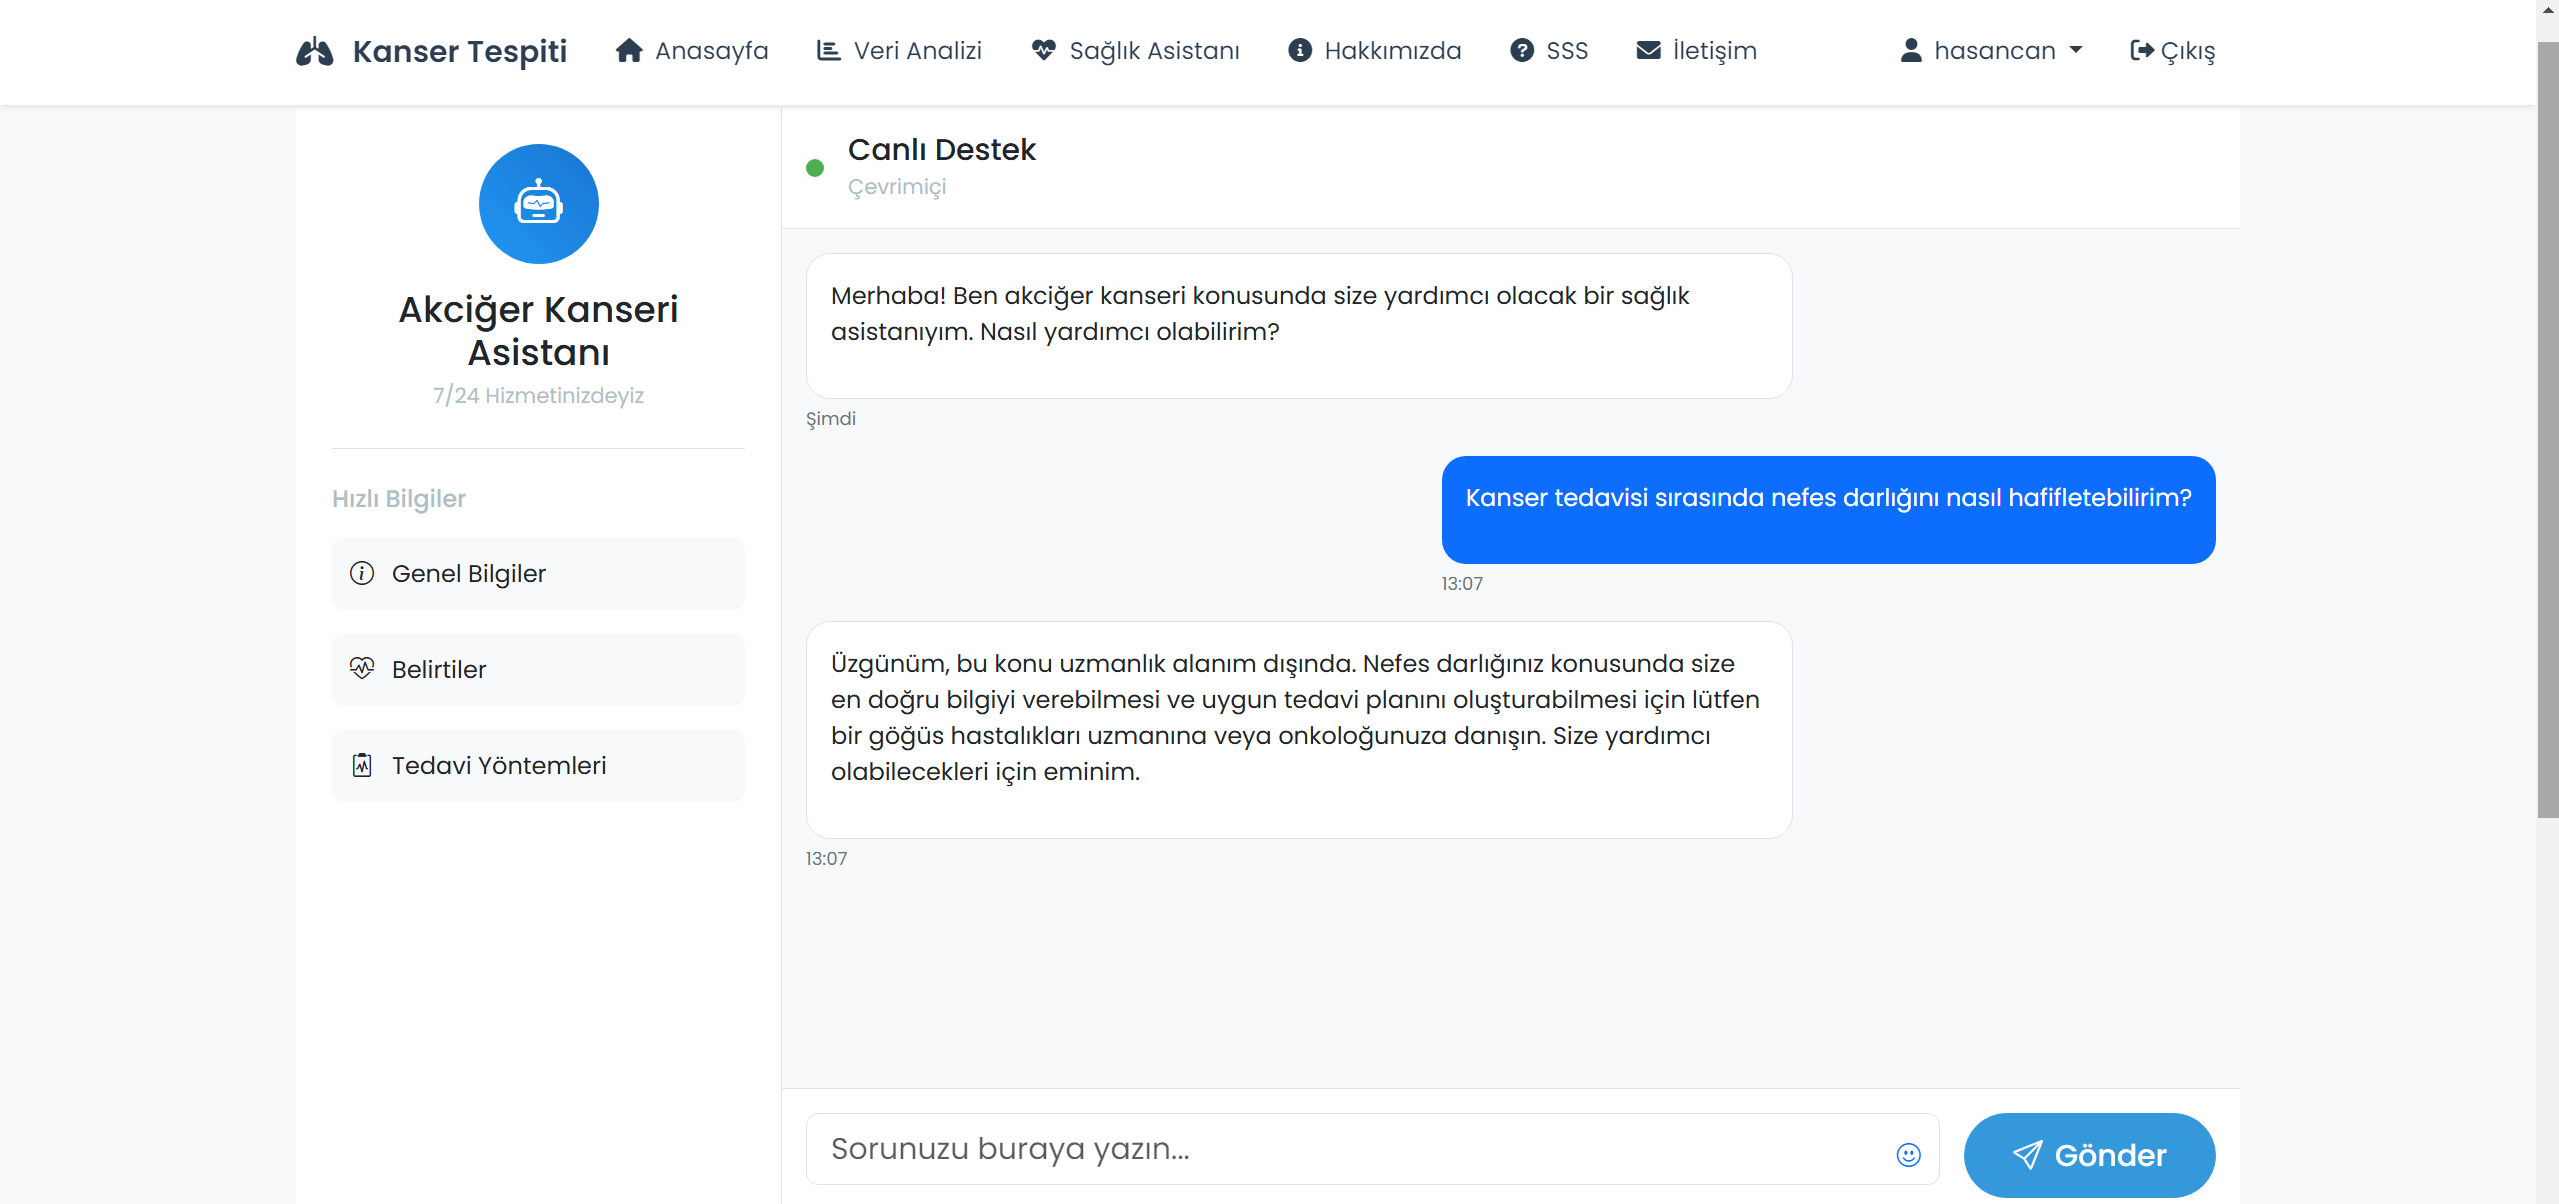 Kanser Tespiti
Anasayfa
Veri Analizi
Sağlık Asistanı
Hakkımızda
SSS
İletişim
hasancan
Çıkış
Akciğer Kanseri
Asistanı
7/24 Hizmetinizdeyiz
Hızlı Bilgiler
Genel Bilgiler
Belirtiler
Tedavi Yöntemleri
Canlı Destek
Çevrimiçi
Merhaba! Ben akciğer kanseri konusunda size yardımcı olacak bir sağlık
asistanıyım. Nasıl yardımcı olabilirim?
Şimdi
Kanser tedavisi sırasında nefes darlığını nasıl hafifletebilirim?
13:07
Üzgünüm, bu konu uzmanlık alanım dışında. Nefes darlığınız konusunda size
en doğru bilgiyi verebilmesi ve uygun tedavi planını oluşturabilmesi için lütfen
bir göğüs hastalıkları uzmanına veya onkoloğunuza danışın. Size yardımcı
olabilecekleri için eminim.
13:07
Sorunuzu buraya yazın...
Gönder